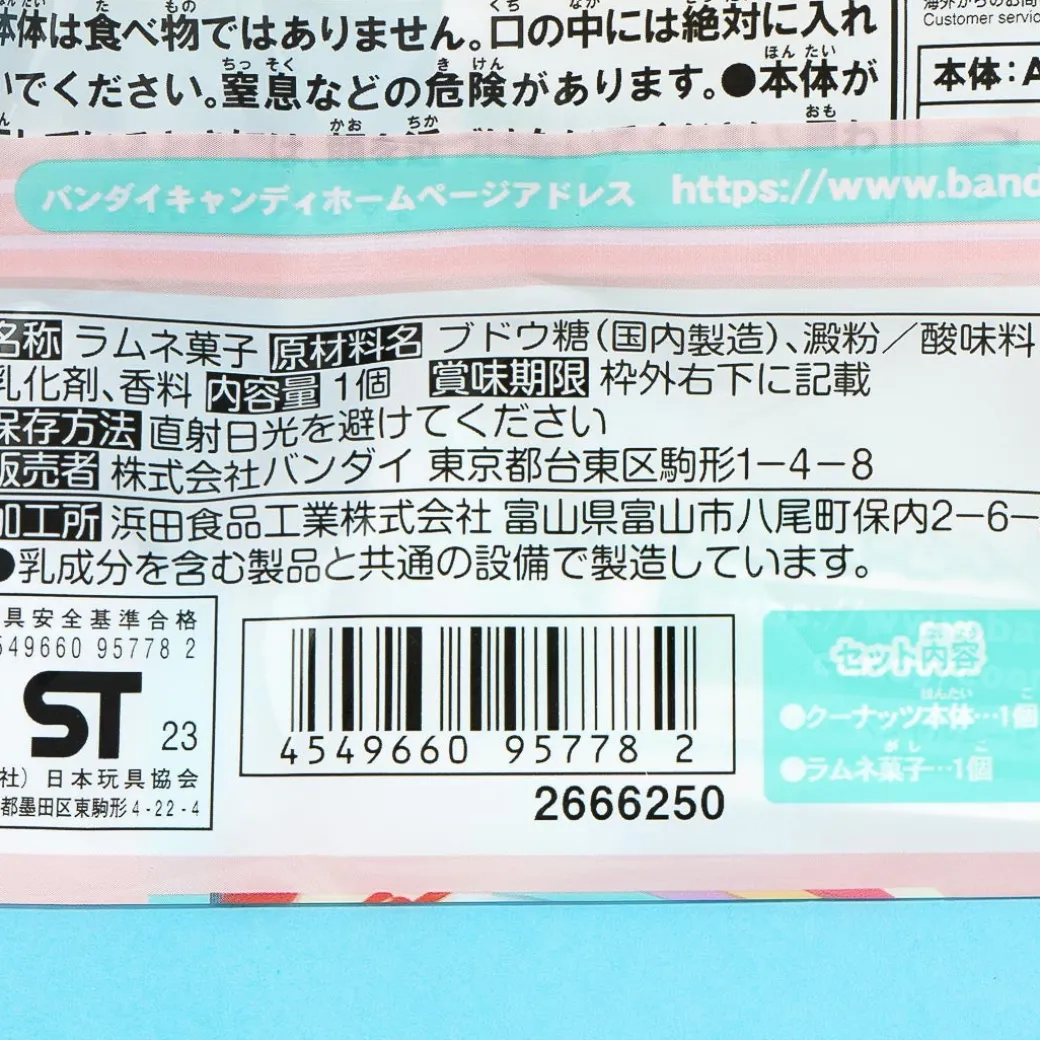 本体は食べ物ではありません。口の中には絶対に入れ
いでください。窒息などの危険があります。●本体が
Customer servic
本体：A
バンダイキャンディホームページアドレス https://www.band
名称 ラムネ菓子 原材料名 ブドウ糖（国内製造）、澱粉／酸味料
乳化剤、香料 内容量 1個 賞味期限 枠外右下に記載
保存方法 直射日光を避けてください
販売者 株式会社バンダイ 東京都台東区駒形1－4－8
加工所 浜田食品工業株式会社 富山県富山市八尾町保内2－6－
●乳成分を含む製品と共通の設備で製造しています。
具安全基準合格
549660 95778 2
ST 23
社）日本玩具協会
都墨田区東駒形4-22-4
4549660 95778 2
2666250
セット内容
●クーナッツ本体…1個
●ラムネ菓子…1個